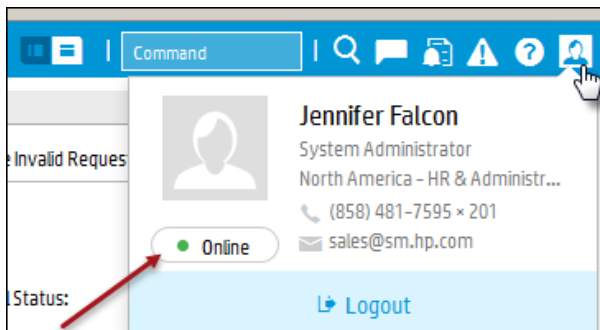 Command
Jennifer Falcon
System Administrator
North America - HR & Administr...
(858) 481-7595 × 201
sales@sm.hp.com
Online
Logout
e Invalid Reques
l Status: